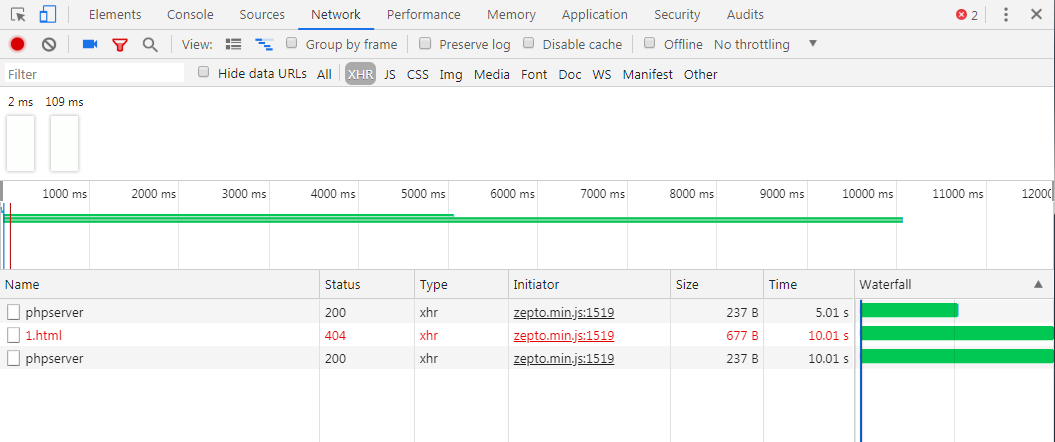 Elements Console Sources Network Performance Memory Application Security Audits 2
View: Group by frame Preserve log Disable cache Offline No throttling
Filter Hide data URLs All XHR JS CSS Img Media Font Doc WS Manifest Other
2 ms 109 ms
1000 ms 2000 ms 3000 ms 4000 ms 5000 ms 6000 ms 7000 ms 8000 ms 9000 ms 10000 ms 11000 ms 12000
Name Status Type Initiator Size Time Waterfall
phpserver 200 xhr zepto.min.js:1519 237 B 5.01 s
1.html 404 xhr zepto.min.js:1519 677 B 10.01 s
phpserver 200 xhr zepto.min.js:1519 237 B 10.01 s